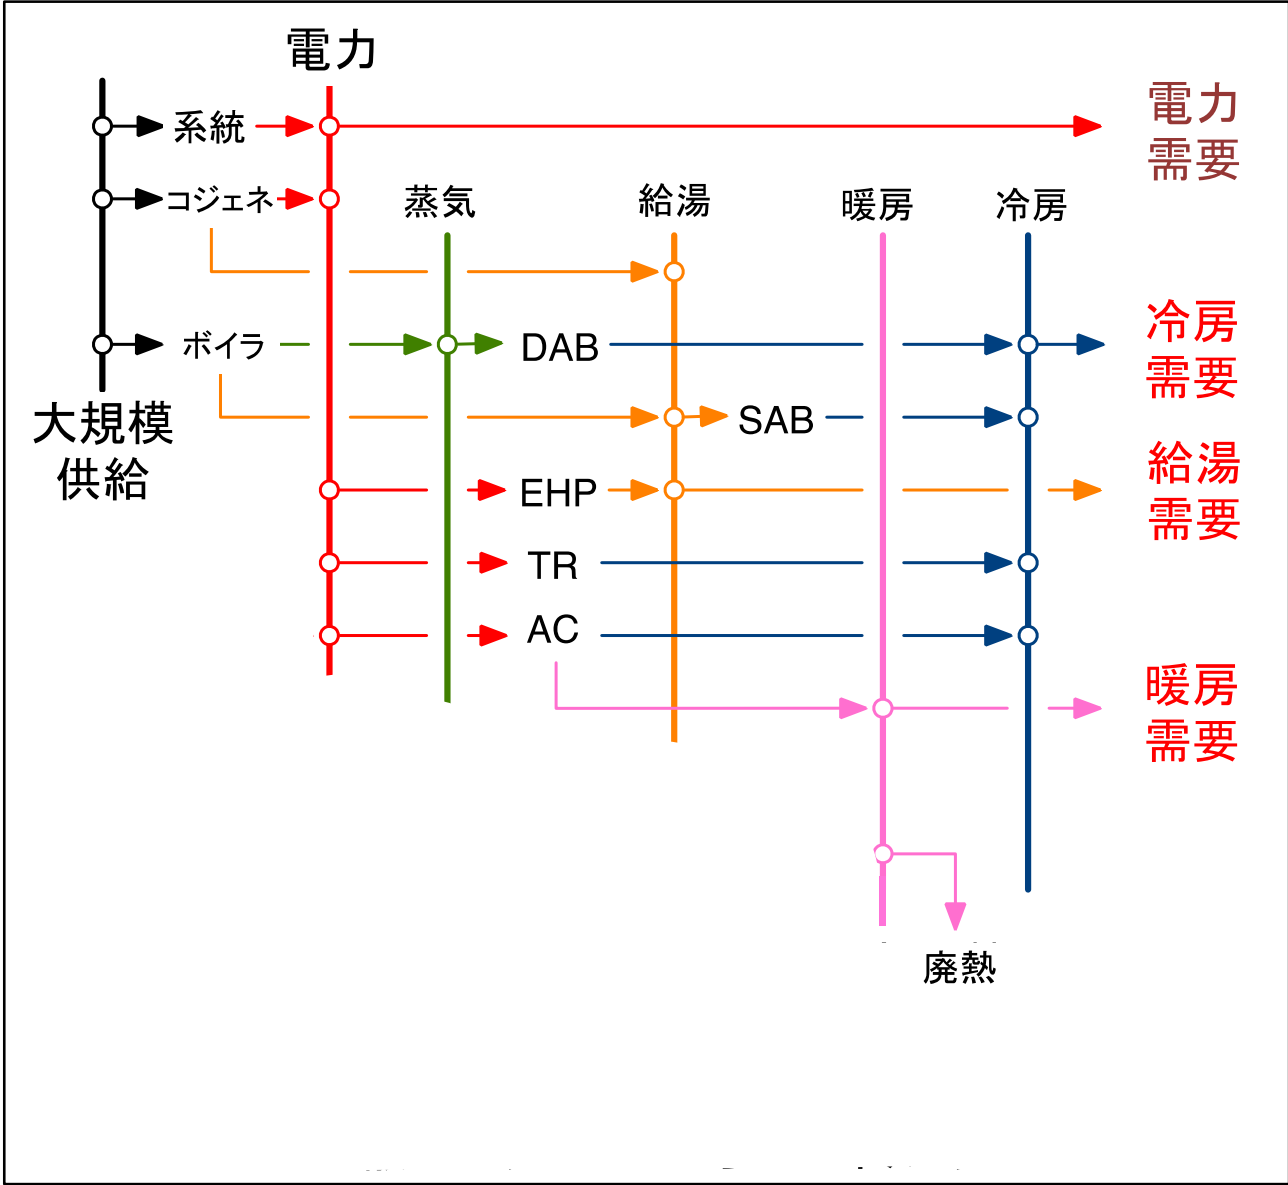 電力
電力
需要
系統
コジェネ
蒸気
給湯
暖房
冷房
ボイラ
DAB
冷房
需要
大規模
供給
SAB
給湯
需要
EHP
TR
AC
暖房
需要
廃熱